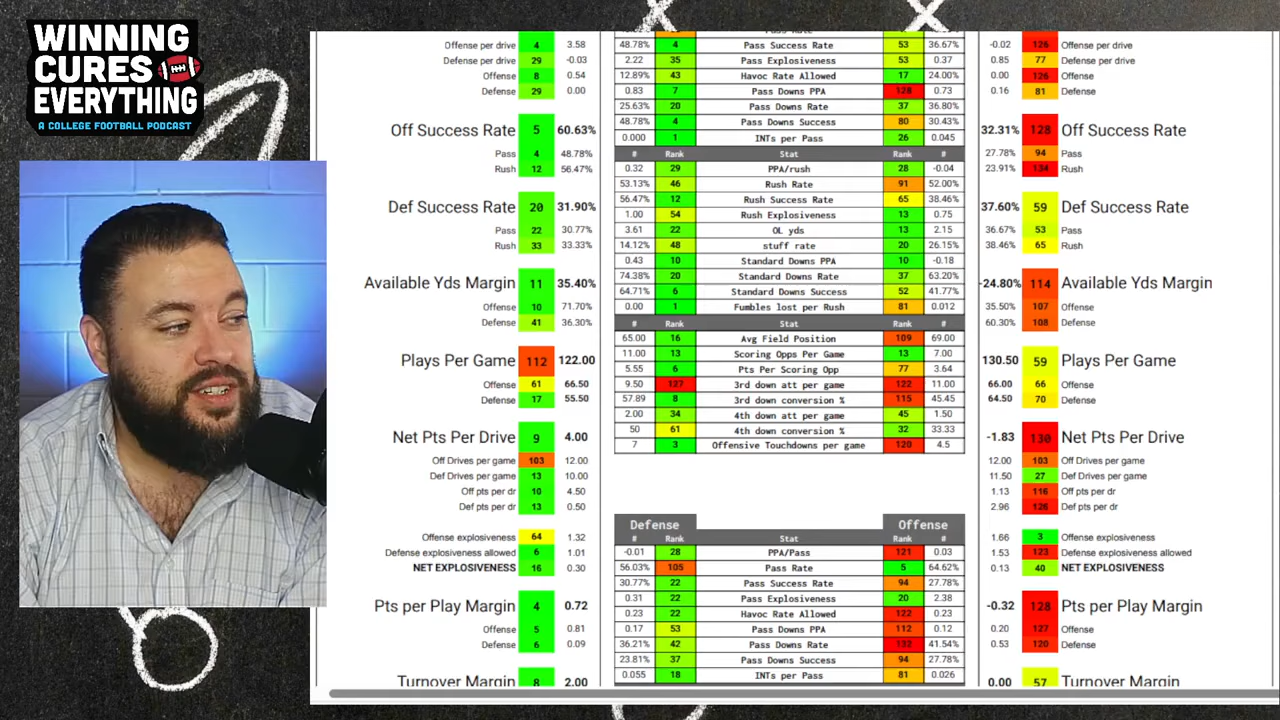 WINNING
CURES
EVERYTHING
A COLLEGE FOOTBALL PODCAST
Offense per drive 4 3.58
Defense per drive 29 -0.03
Offense 8 0.54
Defense 29 0.00
Off Success Rate 5 60.63%
Pass 4 48.78%
Rush 12 56.47%
Def Success Rate 20 31.90%
Pass 22 30.77%
Rush 33 33.33%
Available Yds Margin 11 35.40%
Offense 10 71.70%
Defense 41 36.30%
Plays Per Game 112 122.00
Offense 61 66.50
Defense 17 55.50
Net Pts Per Drive 9 4.00
Off Drives per game 103 12.00
Def Drives per game 13 10.00
Off pts per dr 10 4.50
Def pts per dr 13 0.50
Offense explosiveness 64 1.32
Defense explosiveness allowed 6 1.01
NET EXPLOSIVENESS 16 0.30
Pts per Play Margin 4 0.72
Offense 5 0.81
Defense 6 0.09
Turnover Margin 8 2.00
48.78% 4 Pass Success Rate 53 36.67%
2.22 35 Pass Explosiveness 53 0.37
12.89% 43 Havoc Rate Allowed 17 24.00%
0.83 7 Pass Downs PPA 128 0.73
25.63% 20 Pass Downs Rate 37 36.80%
48.78% 4 Pass Downs Success 80 30.43%
0.000 1 INTs per Pass 26 0.045
# Rank Stat Rank #
0.32 29 PPA/rush 28 -0.04
53.13% 46 Rush Rate 91 52.00%
56.47% 12 Rush Success Rate 65 38.46%
1.00 54 Rush Explosiveness 13 0.75
3.61 22 OL yds 13 2.15
14.12% 48 stuff rate 20 26.15%
0.43 10 Standard Downs PPA 10 -0.18
74.38% 20 Standard Downs Rate 37 63.20%
64.71% 6 Standard Downs Success 52 41.77%
0.00 1 Fumbles lost per Rush 81 0.012
# Rank Stat Rank #
65.00 16 Avg Field Position 109 69.00
11.00 13 Scoring Opps Per Game 13 7.00
5.55 6 Pts Per Scoring Opp 77 3.64
9.50 127 3rd down att per game 122 11.00
57.89 8 3rd down conversion % 115 45.45
2.00 34 4th down att per game 45 1.50
50 61 4th down conversion % 32 33.33
7 3 Offensive Touchdowns per game 120 4.5
Defense Offense
# Rank Stat Rank #
-0.01 28 PPA/Pass 121 0.03
56.03% 105 Pass Rate 5 64.62%
30.77% 22 Pass Success Rate 94 27.78%
0.31 22 Pass Explosiveness 20 2.38
0.23 22 Havoc Rate Allowed 122 0.23
0.17 53 Pass Downs PPA 112 0.12
36.21% 42 Pass Downs Rate 132 41.54%
23.81% 37 Pass Downs Success 94 27.78%
0.055 18 INTs per Pass 81 0.026
-0.02 126 Offense per drive
0.85 77 Defense per drive
0.00 126 Offense
0.16 81 Defense
32.31% 128 Off Success Rate
27.78% 94 Pass
23.91% 134 Rush
37.60% 59 Def Success Rate
36.67% 53 Pass
38.46% 65 Rush
-24.80% 114 Available Yds Margin
35.50% 107 Offense
60.30% 108 Defense
130.50 59 Plays Per Game
66.00 66 Offense
64.50 70 Defense
-1.83 130 Net Pts Per Drive
12.00 103 Off Drives per game
11.50 27 Def Drives per game
1.13 116 Off pts per dr
2.96 126 Def pts per dr
1.66 3 Offense explosiveness
1.53 123 Defense explosiveness allowed
0.13 40 NET EXPLOSIVENESS
-0.32 128 Pts per Play Margin
0.20 127 Offense
0.53 120 Defense
0.00 57 Turnover Margin